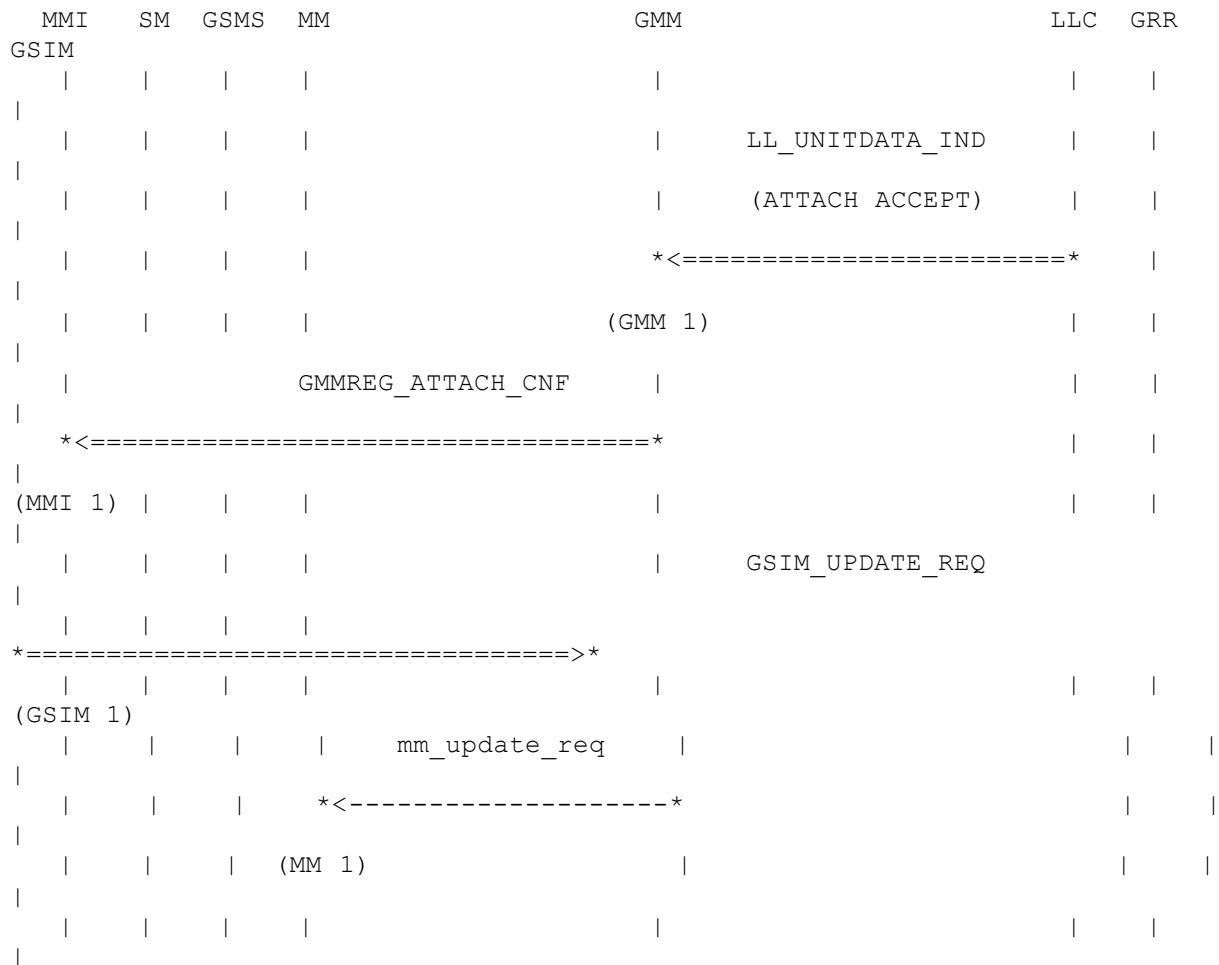 MMI SM GSMS MM GMM LLC GRR
GSIM
| | | | | | |
|
| | | | | LL_UNITDATA_IND | |
|
| | | | | (ATTACH ACCEPT) | |
|
| | | | *<========================* |
|
| | | | (GMM 1) | |
|
| GMMREG_ATTACH_CNF | | |
|
*<===================================* | |
|
(MMI 1) | | | | | |
|
| | | | | GSIM_UPDATE_REQ
|
| | | |
*==================================>*
| | | | | | |
(GSIM 1)
| | | | mm_update_req | | |
|
| | | *<--------------------* | |
|
| | | (MM 1) | | |
|
| | | | | | |
|